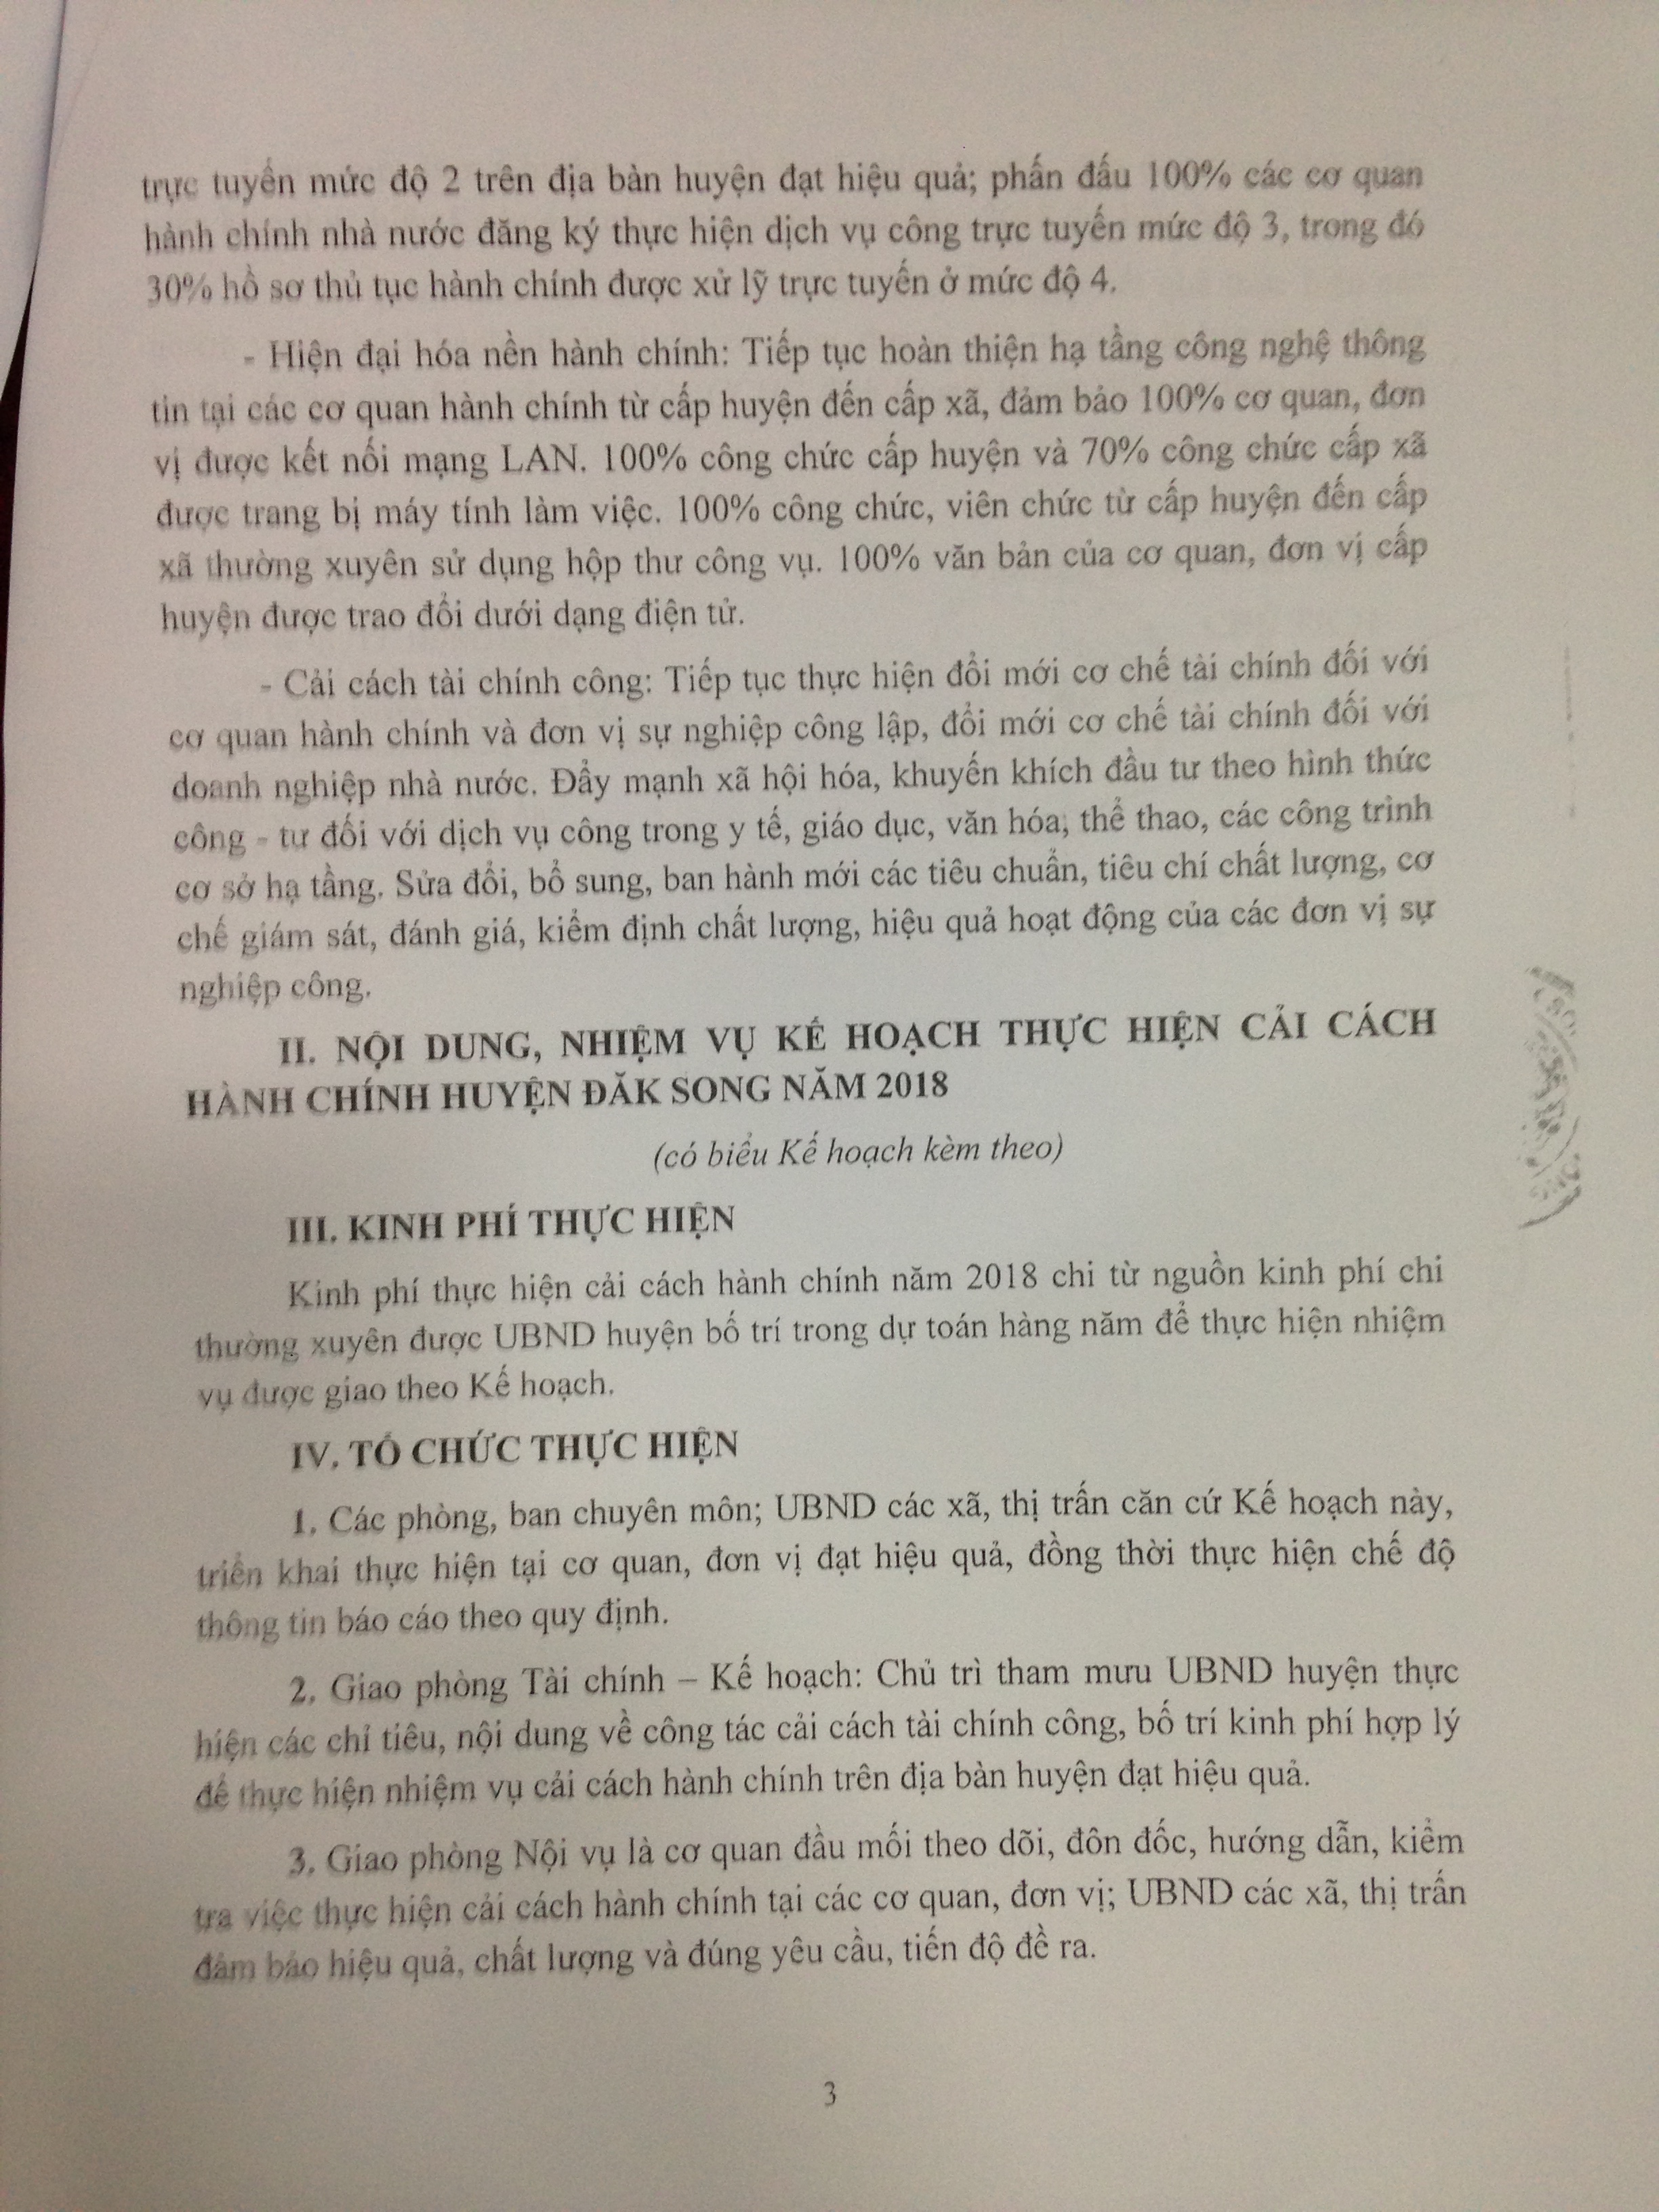 trực tuyến mức độ 2 trên địa bàn huyện đạt hiệu quả; phấn đấu 100% các cơ quan
hành chính nhà nước đăng ký thực hiện dịch vụ công trực tuyến mức độ 3, trong đó
30% hồ sơ thủ tục hành chính được xử lỹ trực tuyến ở mức độ 4.
- Hiện đại hóa nền hành chính: Tiếp tục hoàn thiện hạ tầng công nghệ thông
tin tại các cơ quan hành chính từ cấp huyện đến cấp xã, đảm bảo 100% cơ quan, đơn
vị được kết nối mạng LAN. 100% công chức cấp huyện và 70% công chức cấp xã
được trang bị máy tính làm việc. 100% công chức, viên chức từ cấp huyện đến cấp
xã thường xuyên sử dụng hộp thư công vụ. 100% văn bản của cơ quan, đơn vị cấp
huyện được trao đổi dưới dạng điện tử.
- Cải cách tài chính công: Tiếp tục thực hiện đổi mới cơ chế tài chính đối với
cơ quan hành chính và đơn vị sự nghiệp công lập, đổi mới cơ chế tài chính đối với
doanh nghiệp nhà nước. Đẩy mạnh xã hội hóa, khuyến khích đầu tư theo hình thức
công - tư đối với dịch vụ công trong y tế, giáo dục, văn hóa, thể thao, các công trình
cơ sở hạ tầng. Sửa đổi, bổ sung, ban hành mới các tiêu chuẩn, tiêu chí chất lượng, cơ
chế giám sát, đánh giá, kiểm định chất lượng, hiệu quả hoạt động của các đơn vị sự
nghiệp công.
II. NỘI DUNG, NHIỆM VỤ KẾ HOẠCH THỰC HIỆN CẢI CÁCH
HÀNH CHÍNH HUYỆN ĐĂK SONG NĂM 2018
(có biểu Kế hoạch kèm theo)
III. KINH PHÍ THỰC HIỆN
Kinh phí thực hiện cải cách hành chính năm 2018 chi từ nguồn kinh phí chi
thường xuyên được UBND huyện bố trí trong dự toán hàng năm để thực hiện nhiệm
vụ được giao theo Kế hoạch.
IV. TỔ CHỨC THỰC HIỆN
1. Các phòng, ban chuyên môn; UBND các xã, thị trấn căn cứ Kế hoạch này,
triển khai thực hiện tại cơ quan, đơn vị đạt hiệu quả, đồng thời thực hiện chế độ
thông tin báo cáo theo quy định.
2. Giao phòng Tài chính – Kế hoạch: Chủ trì tham mưu UBND huyện thực
hiện các chỉ tiêu, nội dung về công tác cải cách tài chính công, bố trí kinh phí hợp lý
để thực hiện nhiệm vụ cải cách hành chính trên địa bàn huyện đạt hiệu quả.
3. Giao phòng Nội vụ là cơ quan đầu mối theo dõi, đôn đốc, hướng dẫn, kiểm
tra việc thực hiện cải cách hành chính tại các cơ quan, đơn vị; UBND các xã, thị trấn
đảm bảo hiệu quả, chất lượng và đúng yêu cầu, tiến độ đề ra.
3